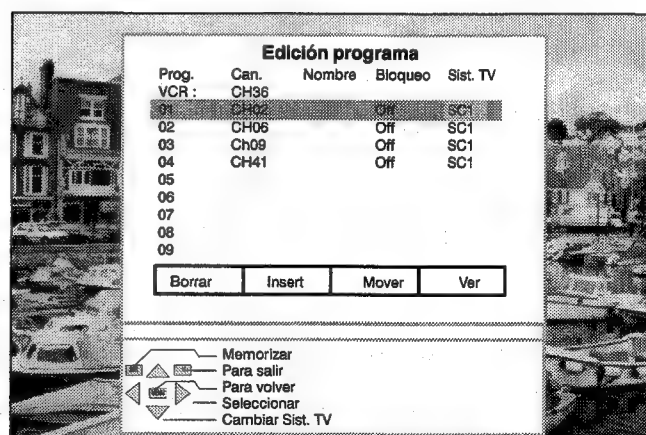 Edición programa
Prog. Can. Nombre Bloqueo Sist. TV
VCR : CH36
01 CH02 Off SC1
02 CH06 Off SC1
03 Ch09 Off SC1
04 CH41 Off SC1
05
06
07
08
09
Borrar Insert Mover Ver
Memorizar
Para salir
Para volver
Seleccionar
Cambiar Sist. TV